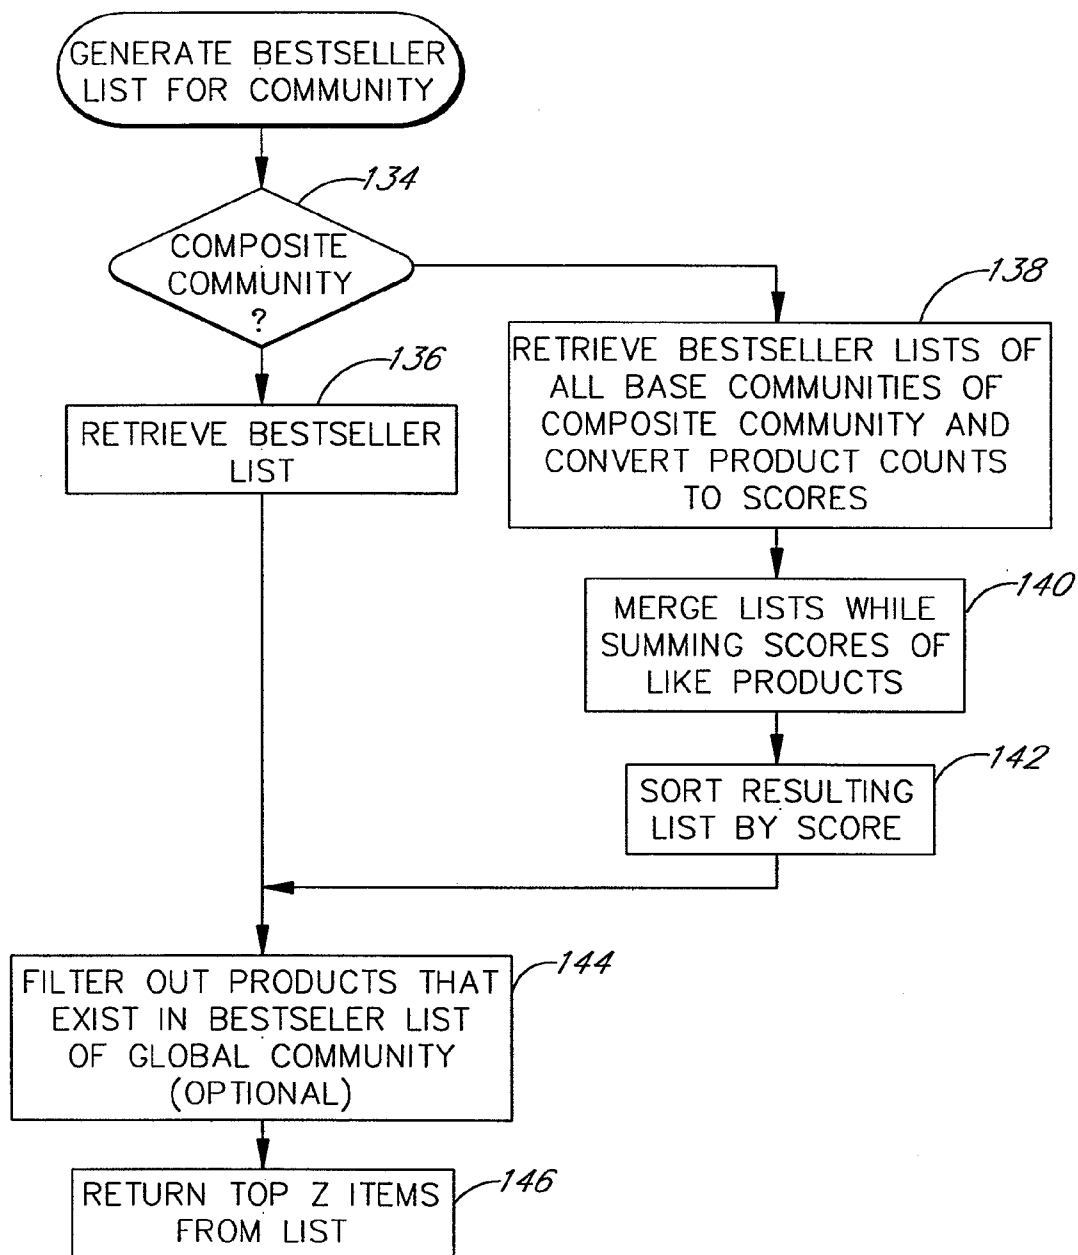 GENERATE BESTSELLER
LIST FOR COMMUNITY
134
COMPOSITE
COMMUNITY
?
136
RETRIEVE BESTSELLER
LIST
138
RETRIEVE BESTSELLER LISTS OF
ALL BASE COMMUNITIES OF
COMPOSITE COMMUNITY AND
CONVERT PRODUCT COUNTS
TO SCORES
140
MERGE LISTS WHILE
SUMMING SCORES OF
LIKE PRODUCTS
142
SORT RESULTING
LIST BY SCORE
144
FILTER OUT PRODUCTS THAT
EXIST IN BESTSELER LIST
OF GLOBAL COMMUNITY
(OPTIONAL)
146
RETURN TOP Z ITEMS
FROM LIST